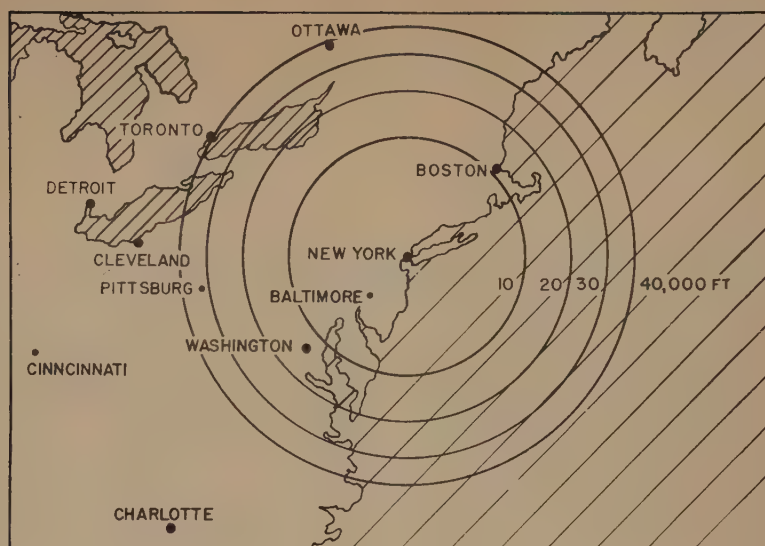 OTTAWA
TORONTO
BOSTON
DETROIT
CLEVELAND
NEW YORK
PITTSBURG
BALTIMORE
10 20 30 40,000 FT
WASHINGTON
CINNCINNATI
CHARLOTTE